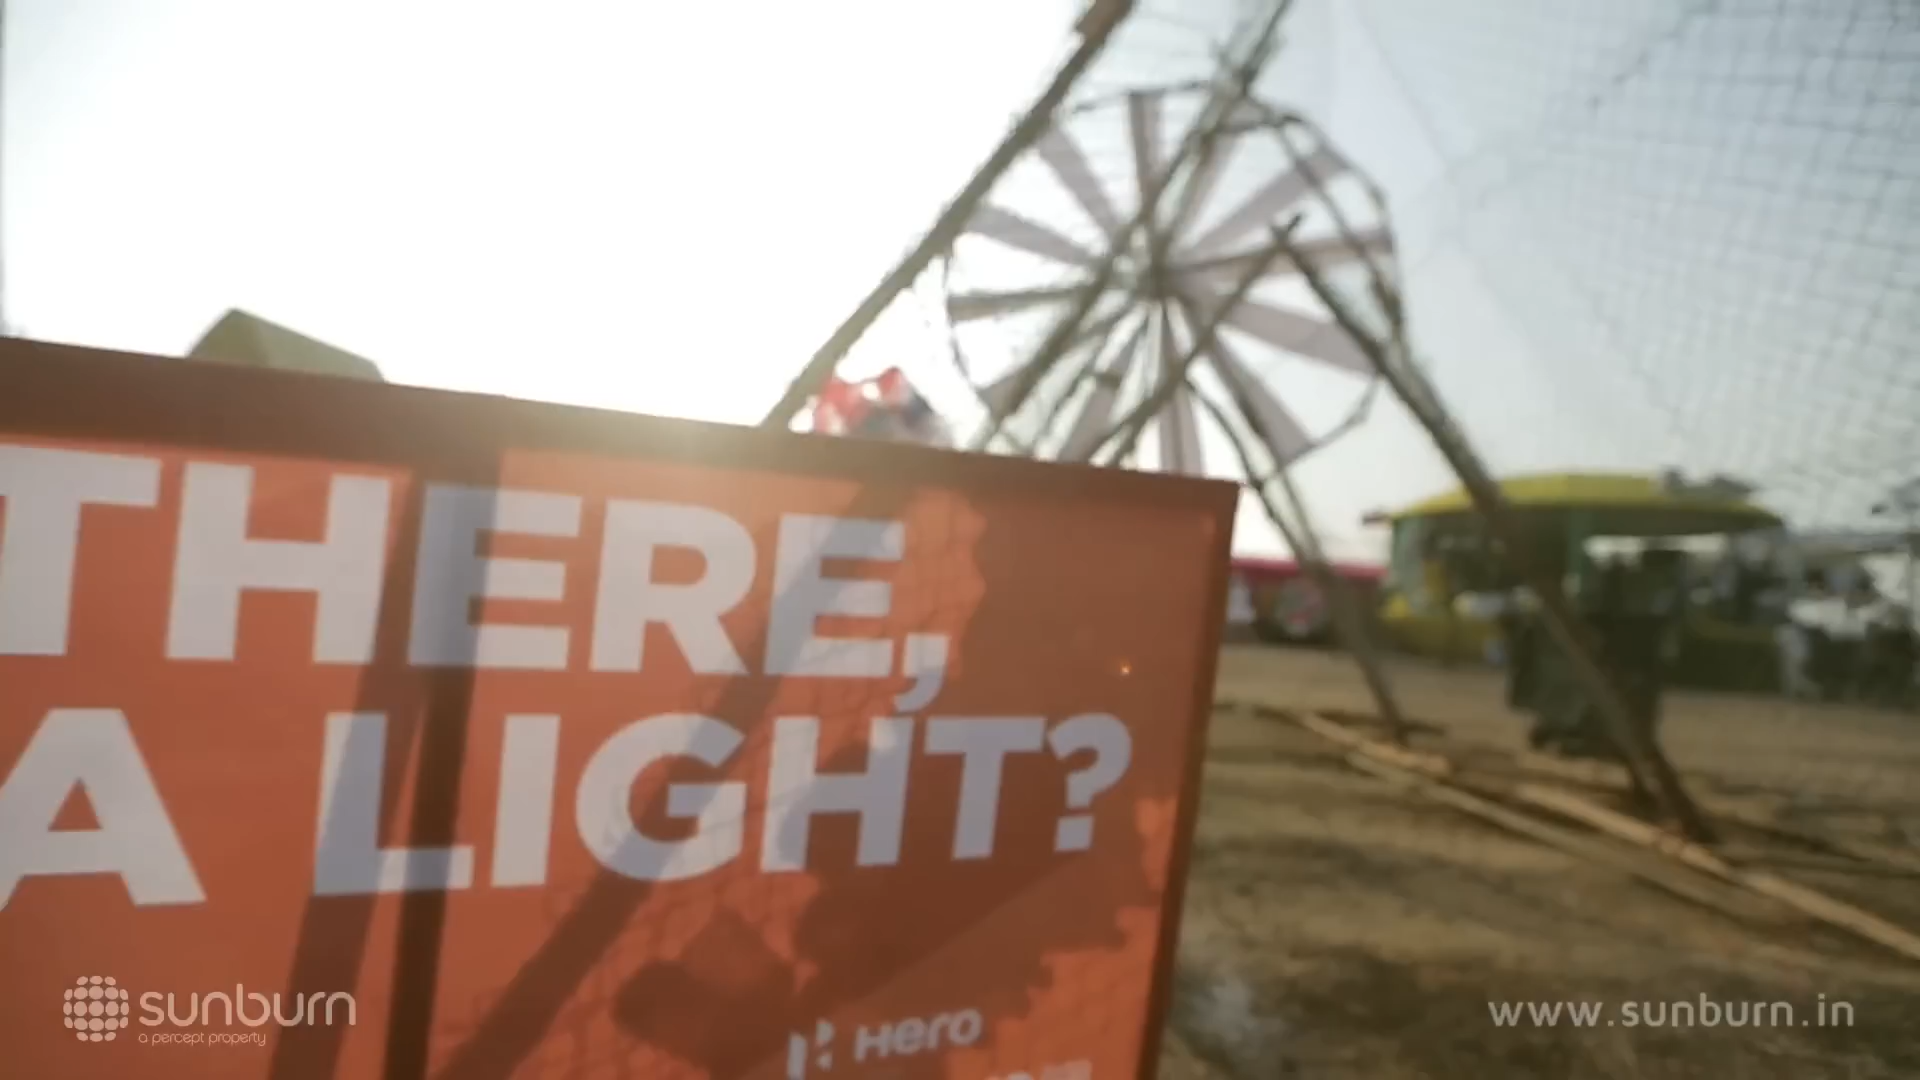 THERE,
A LIGHT?
Hero
sunburn
a percept property
www.sunburn.in